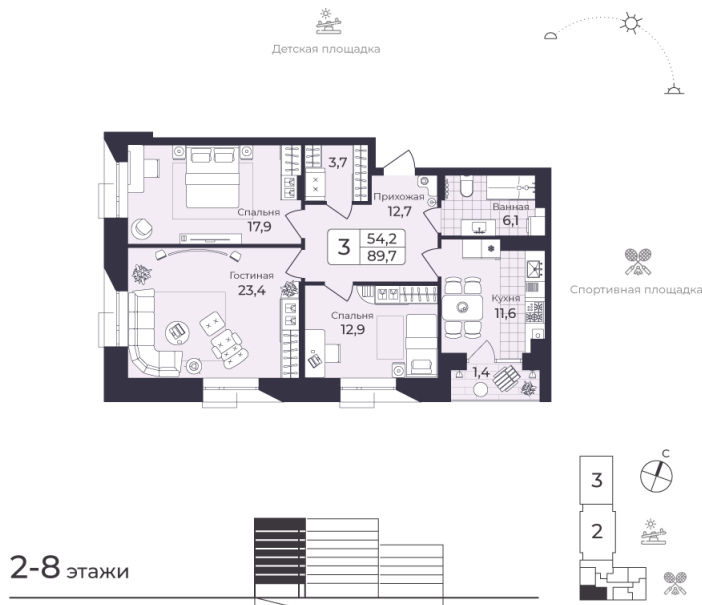 Детская площадка
3,7
Прихожая
12,7
Ванная
6,1
Спальня
17,9
3
54,2
89,7
Гостиная
23,4
Спальня
12,9
Кухня
11,6
1,4
Спортивная площадка
С
3
2
2-8 этажи